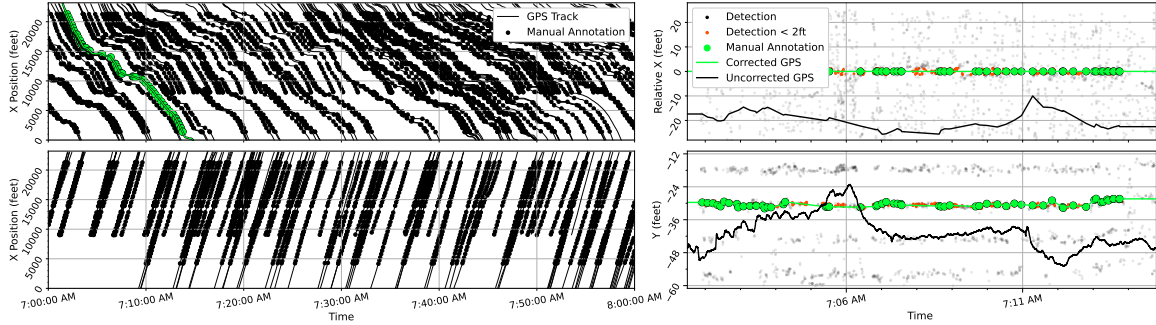 X Position (feet)
20000
15000
10000
5000
0
GPS Track
Manual Annotation
X Position (feet)
20000
15000
10000
5000
0
7:00:00 AM
7:10:00 AM
7:20:00 AM
7:30:00 AM
7:40:00 AM
7:50:00 AM
8:00:00 AM
Time
Relative X (feet)
20
10
0
−10
−20
Detection
Detection < 2ft
Manual Annotation
Corrected GPS
Uncorrected GPS
Y (feet)
−12
−24
−36
−48
−60
7:06 AM
7:11 AM
Time